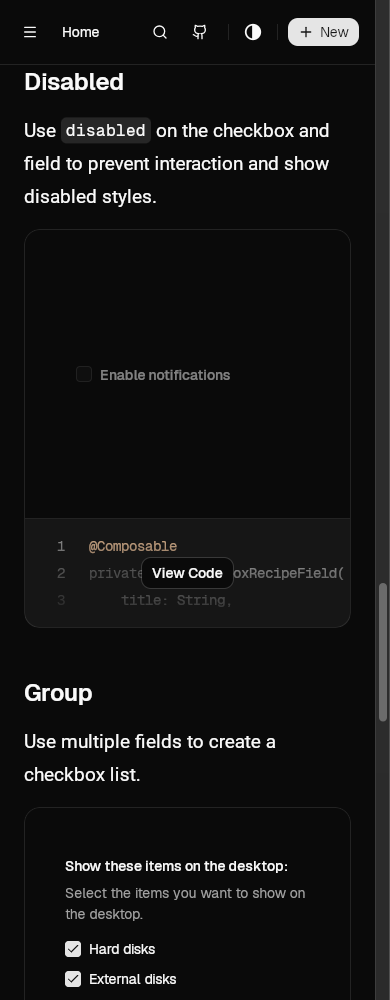 Home
New
Disabled
Use disabled on the checkbox and
field to prevent interaction and show
disabled styles.
Enable notifications
1 @Composable
2 private oxRecipeField(
View Code
3 title: String,
Group
Use multiple fields to create a
checkbox list.
Show these items on the desktop:
Select the items you want to show on
the desktop.
Hard disks
External disks